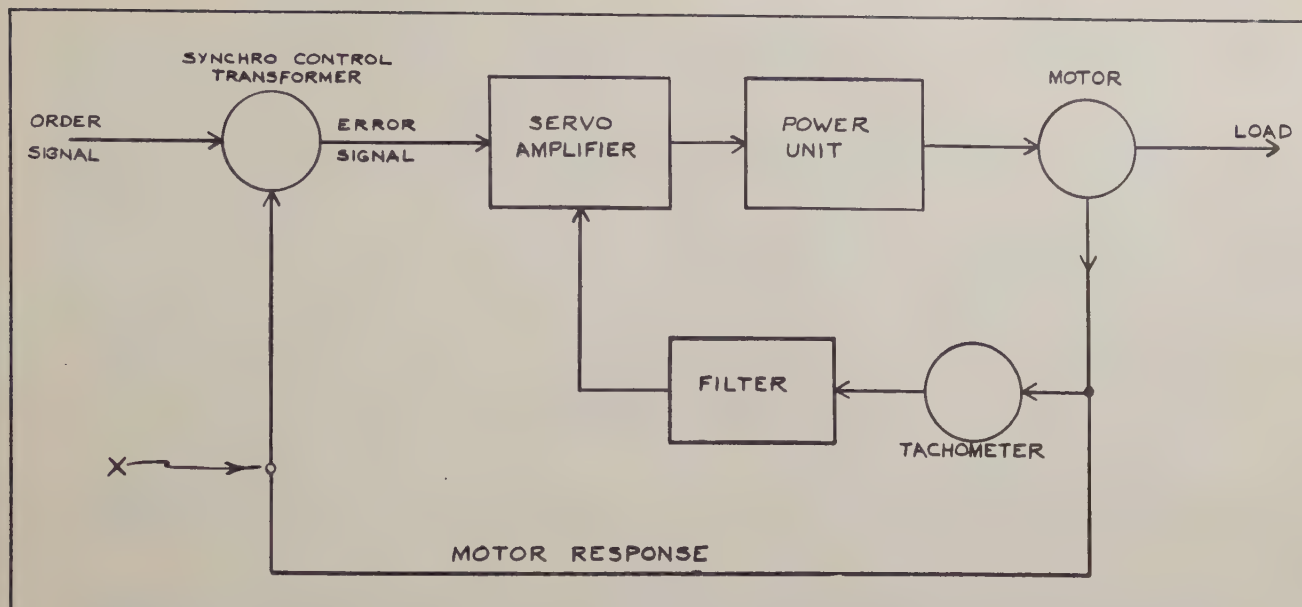 SYNCHRO CONTROL
TRANSFORMER
ORDER
SIGNAL
ERROR
SIGNAL
SERVO
AMPLIFIER
POWER
UNIT
MOTOR
LOAD
FILTER
TACHOMETER
X
MOTOR RESPONSE